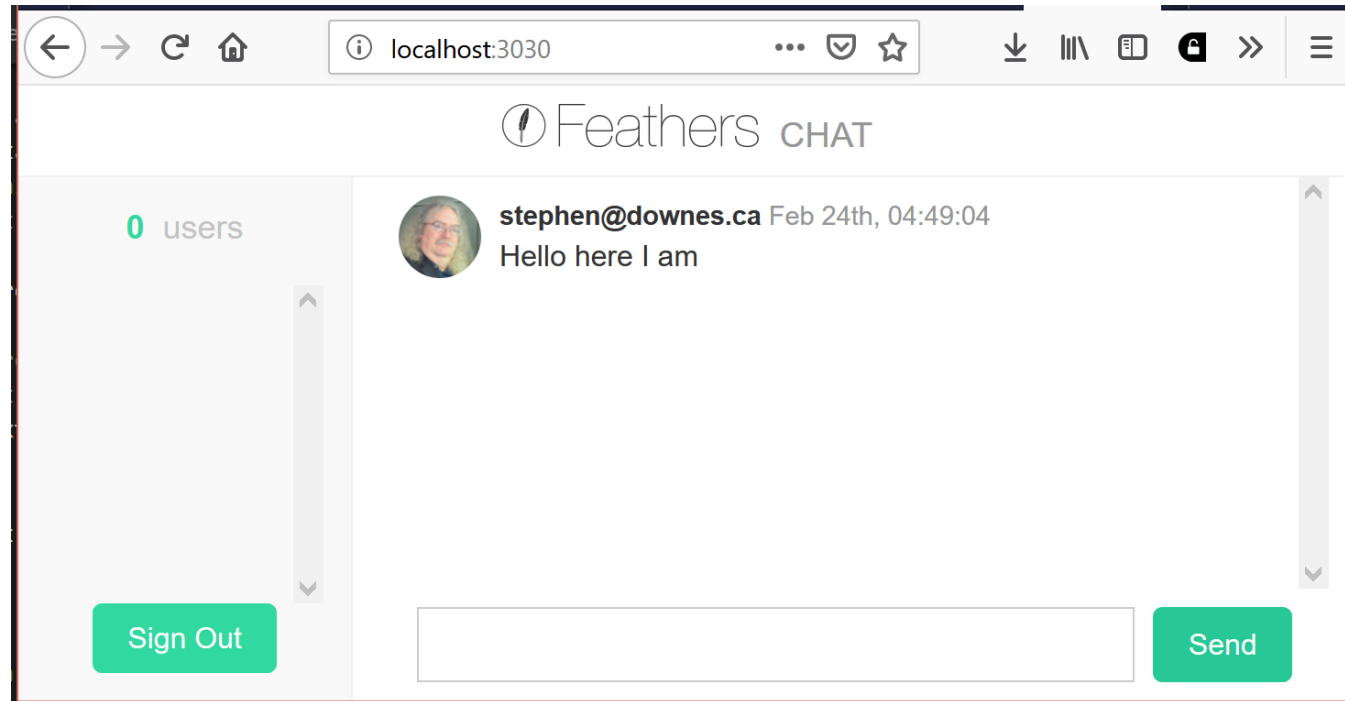 localhost:3030
Feathers CHAT
0 users
stephen@downes.ca Feb 24th, 04:49:04
Hello here I am
Sign Out
Send